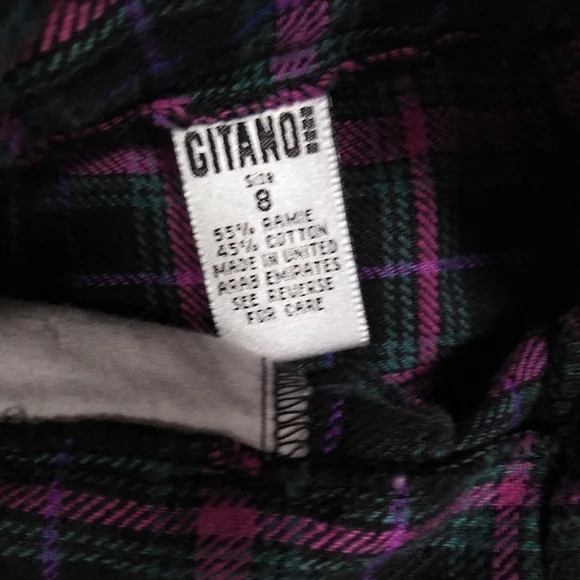 GITANO
SIZE
8
55% RAMIE
45% COTTON
MADE IN UNITED
ARAB EMIRATES
SEE REVERSE
FOR CARE